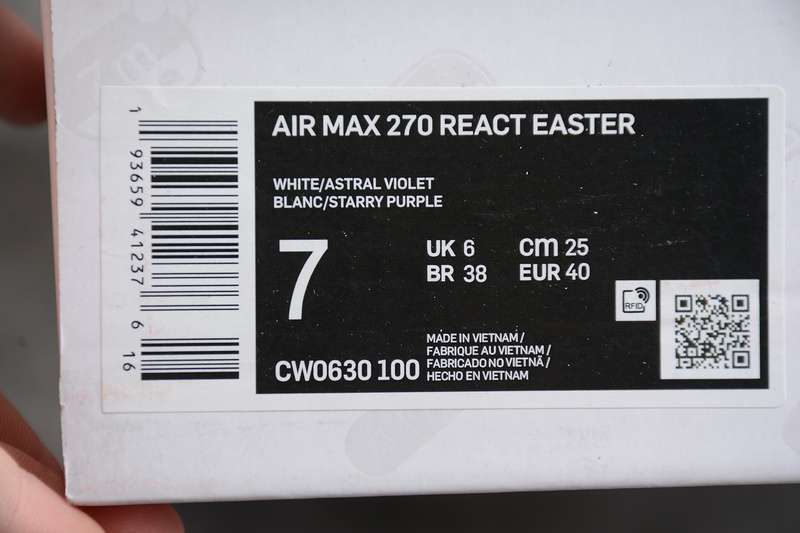 AIR MAX 270 REACT EASTER
WHITE/ASTRAL VIOLET
BLANC/STARRY PURPLE
7
UK 6 cm 25
BR 38 EUR 40
RFID
CW0630 100
MADE IN VIETNAM /
FABRIQUE AU VIETNAM /
FABRICADO NO VIETNÃ /
HECHO EN VIETNAM
1 93659 41237 6
16